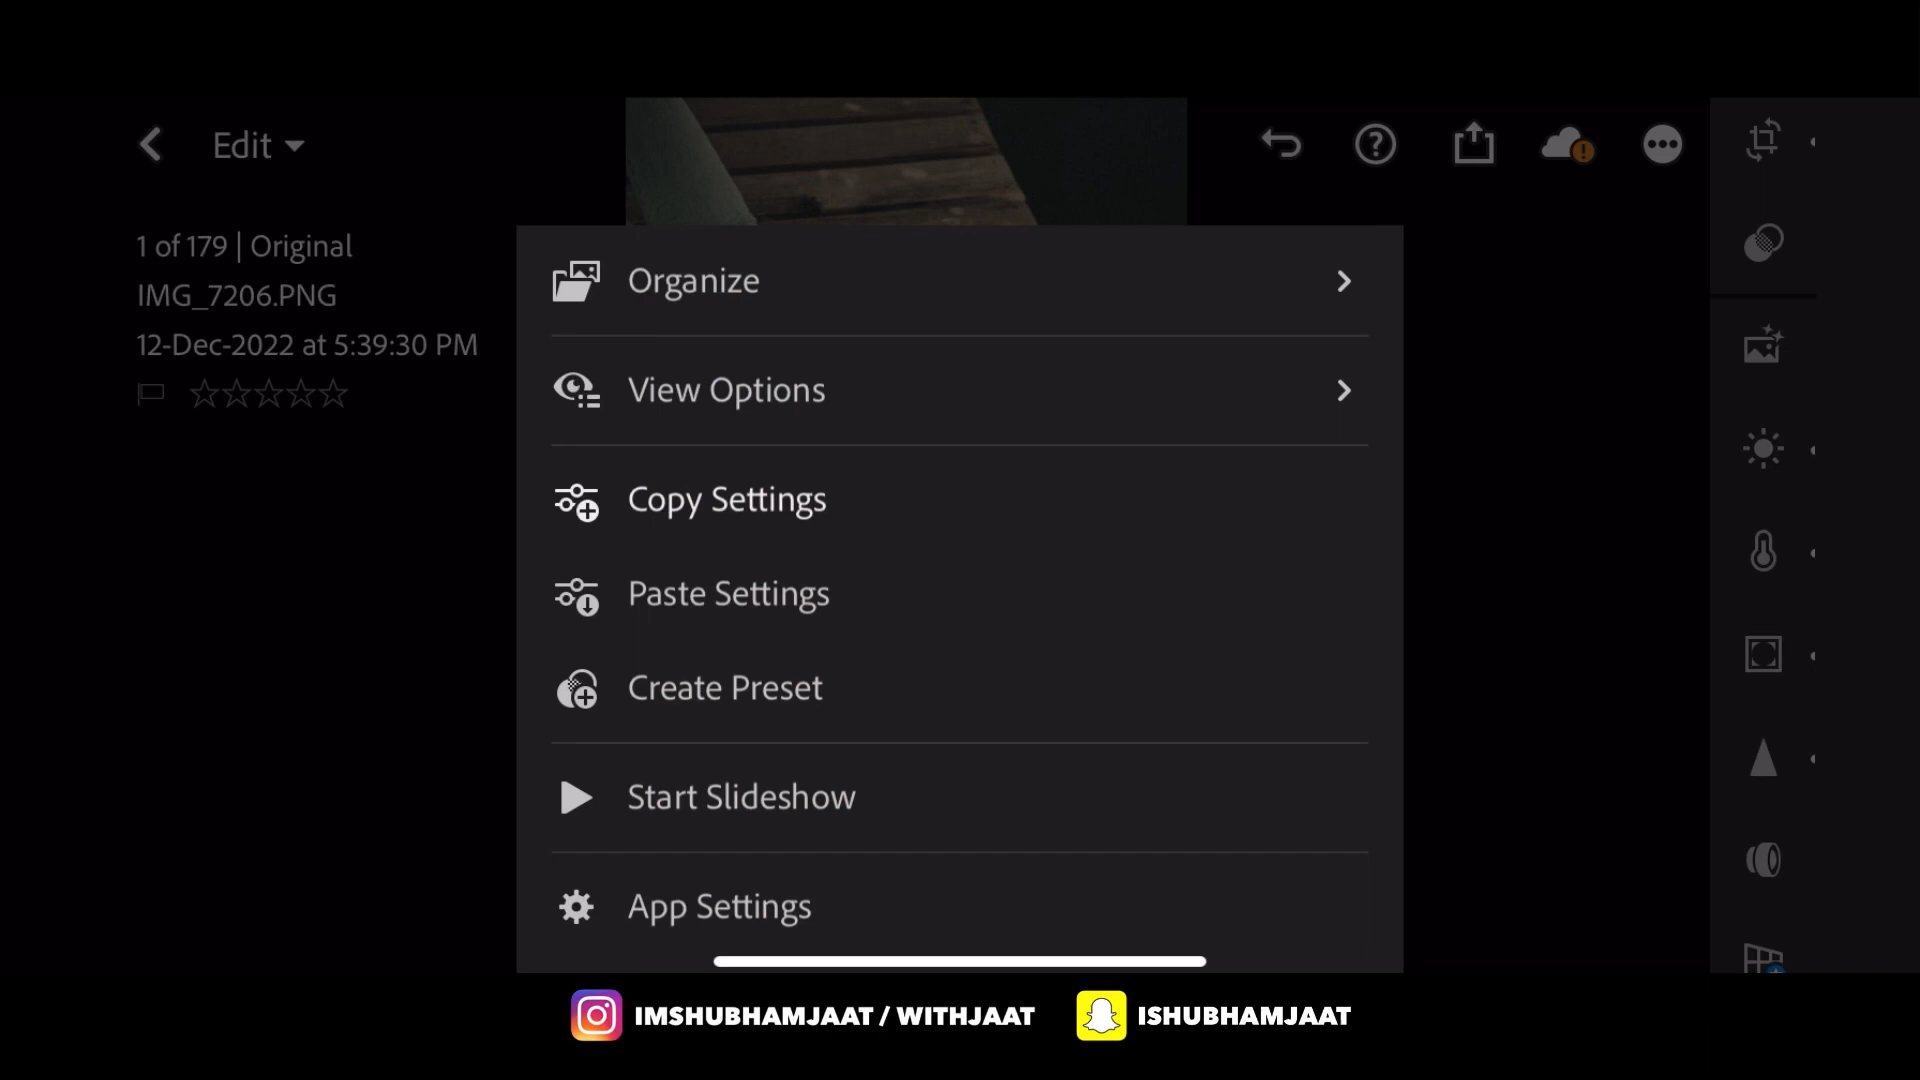 Edit
1 of 179 | Original
IMG_7206.PNG
12-Dec-2022 at 5:39:30 PM
Organize
View Options
Copy Settings
Paste Settings
Create Preset
Start Slideshow
App Settings
IMSHUBHAMJAAT / WITHJAAT
ISHUBHAMJAAT